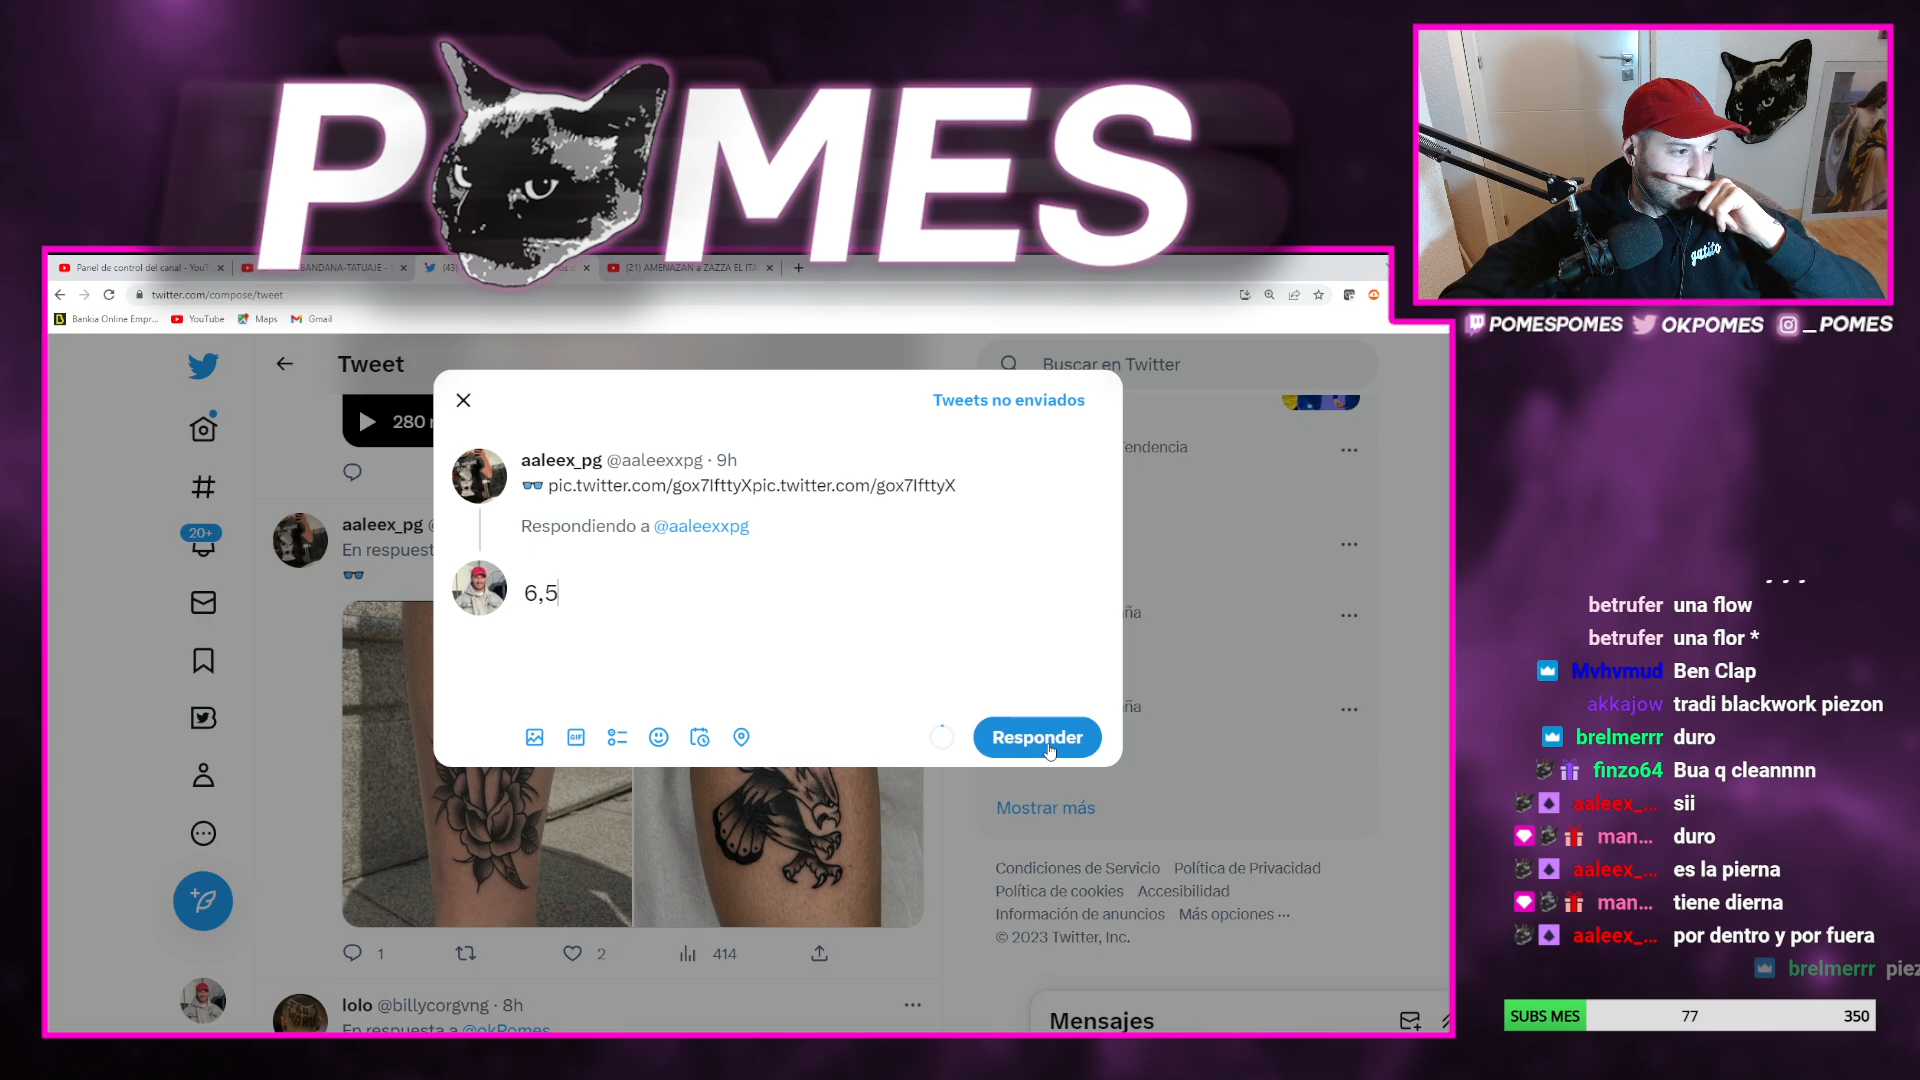 POMES
Panel de control del canal - YouT
BANDANA-TATUAJE -
(43)
(21) AMENAZAN a ZAZZA EL ITA
twitter.com/compose/tweet
Bankia Online Empr...
YouTube
Maps
Gmail
POMESPOMES
OKPOMES
_POMES
Tweet
Buscar en Twitter
280 r
Tweets no enviados
aaleex_pg @aaleexxpg · 9h
pic.twitter.com/gox7IfttyXpic.twitter.com/gox7IfttyX
Respondiendo a @aaleexxpg
6,5
GIF
Responder
20+
aaleex_pg
En respuest
endencia
ña
ña
Mostrar más
Condiciones de Servicio Política de Privacidad
Política de cookies Accesibilidad
Información de anuncios Más opciones ···
© 2023 Twitter, Inc.
1
2
414
lolo @billycorgvng · 8h
En respuesta a @okPomes
Mensajes
gatito
betrufer una flow
betrufer una flor *
Mvhvmud Ben Clap
akkajow tradi blackwork piezon
brelmerrr duro
finzo64 Bua q cleannnn
aaleex_... sii
man... duro
aaleex_... es la pierna
man... tiene dierna
aaleex_... por dentro y por fuera
brelmerrr piez
SUBS MES 77 350